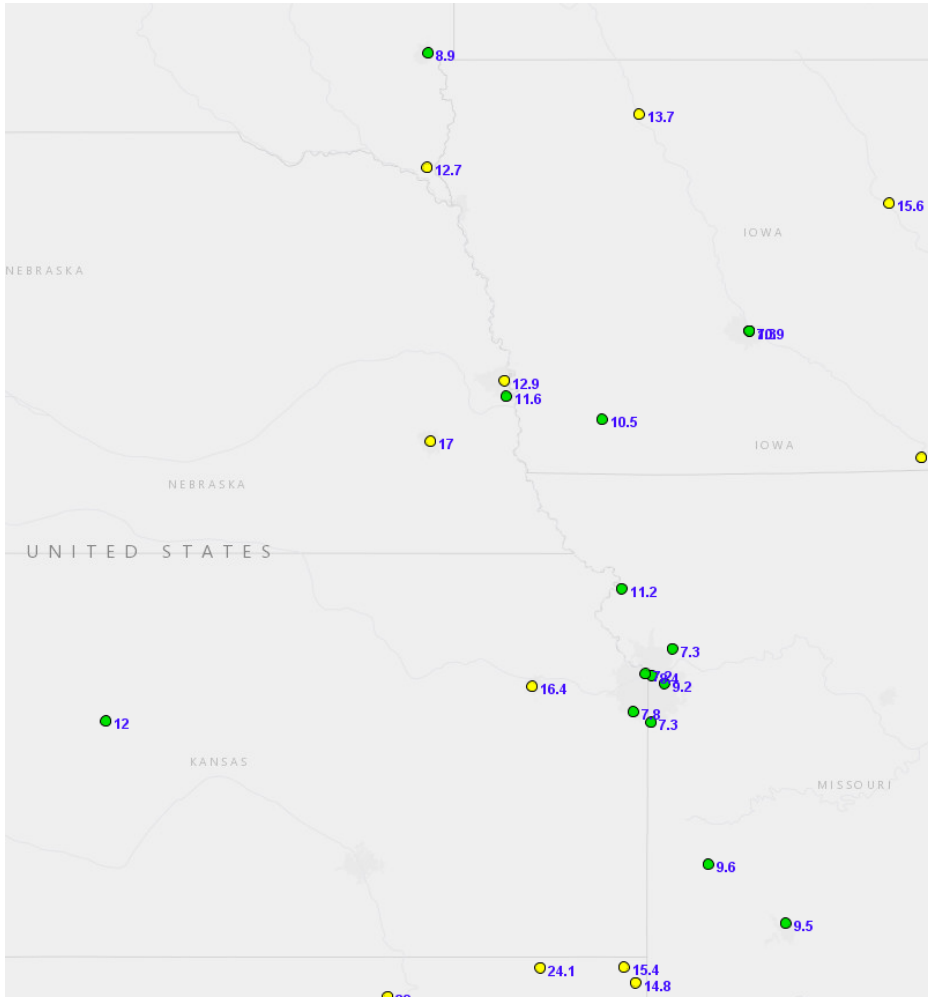 8.9
13.7
12.7
15.6
IOWA
NEBRASKA
12.9
11.6
10.5
17
IOWA
NEBRASKA
UNITED STATES
11.2
7.3
9.2
16.4
7.8
7.3
12
KANSAS
MISSOURI
9.6
9.5
24.1
15.4
14.8